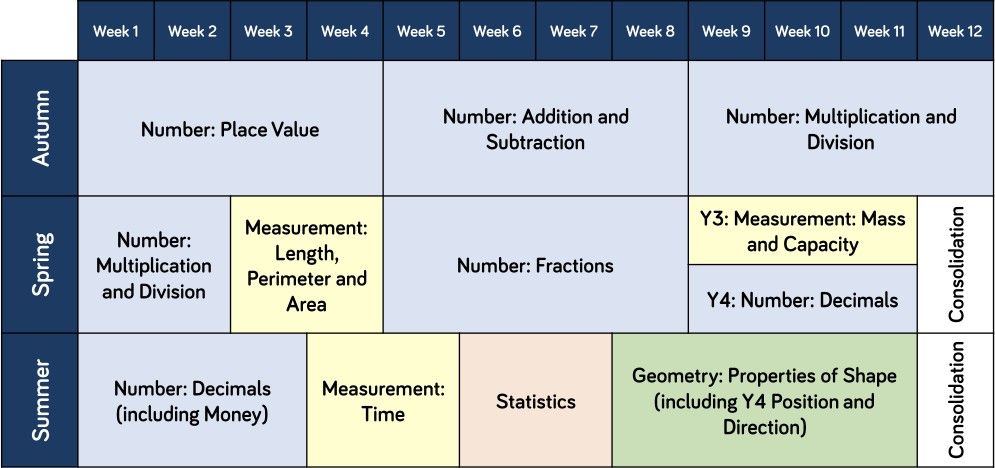 Week 1 Week 2 Week 3 Week 4 Week 5 Week 6 Week 7 Week 8 Week 9 Week 10 Week 11 Week 12
Autumn
Number: Place Value
Number: Addition and
Subtraction
Number: Multiplication and
Division
Spring
Number:
Multiplication
and Division
Measurement:
Length,
Perimeter and
Area
Number: Fractions
Y3: Measurement: Mass
and Capacity
Y4: Number: Decimals
Consolidation
Summer
Number: Decimals
(including Money)
Measurement:
Time
Statistics
Geometry: Properties of Shape
(including Y4 Position and
Direction)
Consolidation